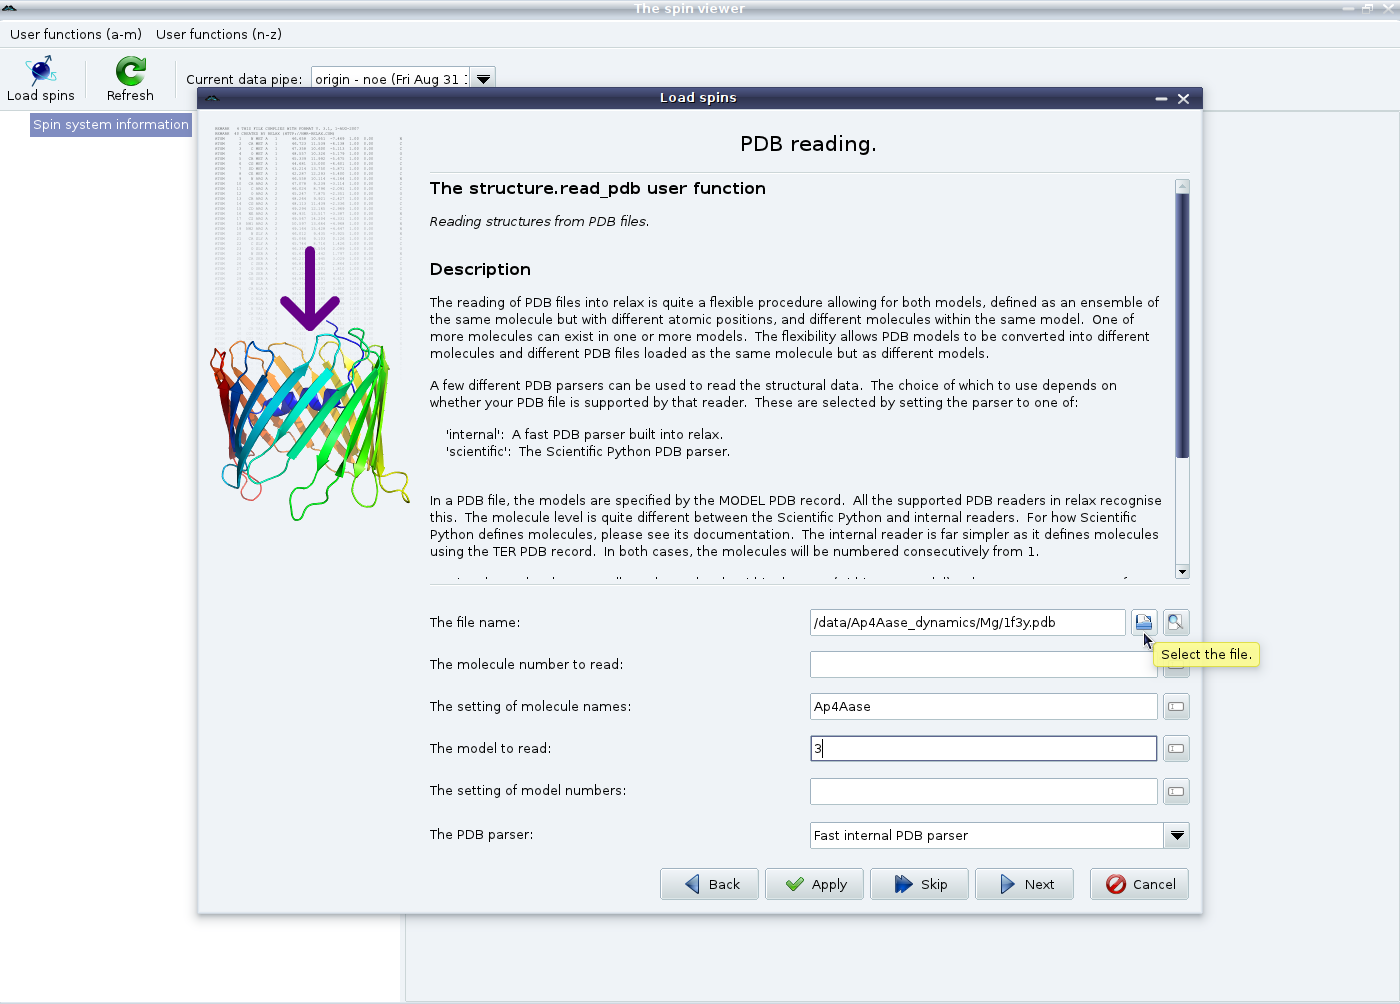 The spin viewer
User functions (a-m) User functions (n-z)
Load spins
Refresh
Current data pipe:
origin - noe (Fri Aug 31
Spin system information
Load spins
PDB reading.
The structure.read_pdb user function
Reading structures from PDB files.
Description
The reading of PDB files into relax is quite a flexible procedure allowing for both models, defined as an ensemble of
the same molecule but with different atomic positions, and different molecules within the same model.  One of
more molecules can exist in one or more models.  The flexibility allows PDB models to be converted into different
molecules and different PDB files loaded as the same molecule but as different models.
A few different PDB parsers can be used to read the structural data.  The choice of which to use depends on
whether your PDB file is supported by that reader.  These are selected by setting the parser to one of:
'internal':  A fast PDB parser built into relax.
'scientific':  The Scientific Python PDB parser.
In a PDB file, the models are specified by the MODEL PDB record.  All the supported PDB readers in relax recognise
this.  The molecule level is quite different between the Scientific Python and internal readers.  For how Scientific
Python defines molecules, please see its documentation.  The internal reader is far simpler as it defines molecules
using the TER PDB record.  In both cases, the molecules will be numbered consecutively from 1.
The file name:
/data/Ap4Aase_dynamics/Mg/1f3y.pdb
Select the file.
The molecule number to read:
The setting of molecule names:
Ap4Aase
The model to read:
3
The setting of model numbers:
The PDB parser:
Fast internal PDB parser
Back
Apply
Skip
Next
Cancel